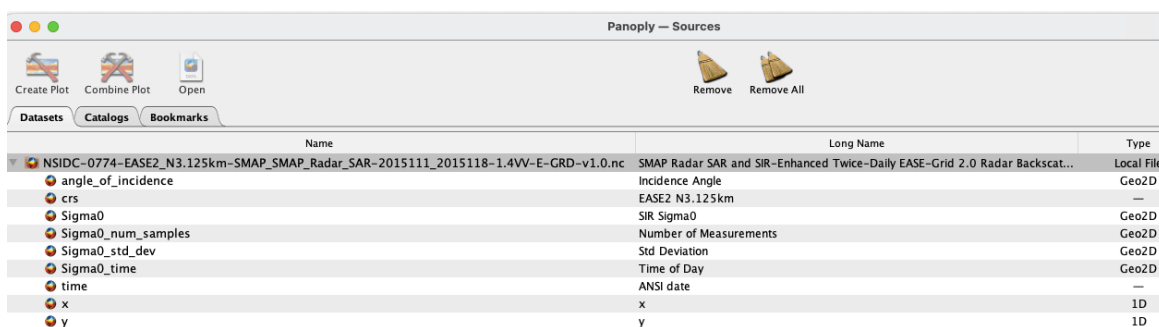 Panoply — Sources
Create Plot Combine Plot Open Remove Remove All
Datasets Catalogs Bookmarks
Name Long Name Type
NSIDC-0774-EASE2_N3.125km-SMAP_SMAP_Radar_SAR-2015111_2015118-1.4VV-E-GRD-v1.0.nc SMAP Radar SAR and SIR-Enhanced Twice-Daily EASE-Grid 2.0 Radar Backscat... Local File
angle_of_incidence Incidence Angle Geo2D
crs EASE2 N3.125km —
Sigma0 SIR Sigma0 Geo2D
Sigma0_num_samples Number of Measurements Geo2D
Sigma0_std_dev Std Deviation Geo2D
Sigma0_time Time of Day Geo2D
time ANSI date —
x x 1D
y y 1D